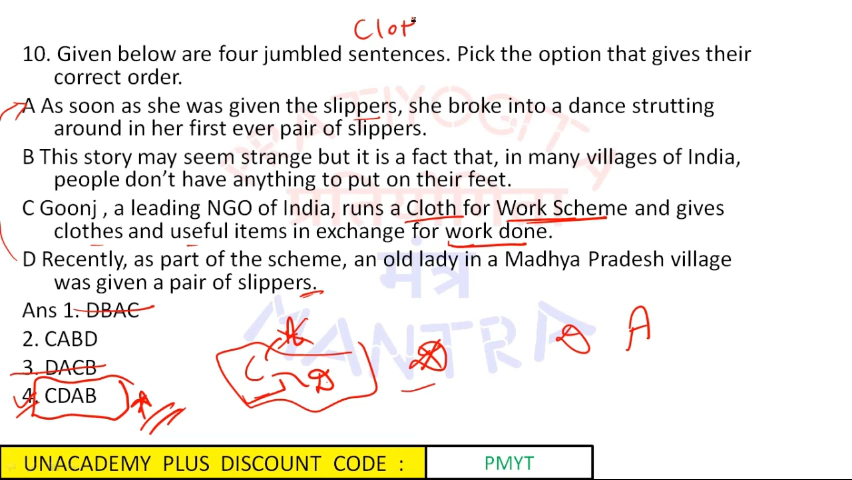 Clot
10. Given below are four jumbled sentences. Pick the option that gives their
correct order.
A As soon as she was given the slippers, she broke into a dance strutting
around in her first ever pair of slippers.
B This story may seem strange but it is a fact that, in many villages of India,
people don’t have anything to put on their feet.
C Goonj , a leading NGO of India, runs a Cloth for Work Scheme and gives
clothes and useful items in exchange for work done.
D Recently, as part of the scheme, an old lady in a Madhya Pradesh village
was given a pair of slippers.
Ans 1. DBAC
2. CABD
3. DACB
4. CDAB
A
C D
D A
PRATIYOGITA
प्रतियोगिता
मंत्र
MANTRA
UNACADEMY PLUS DISCOUNT CODE : PMYT